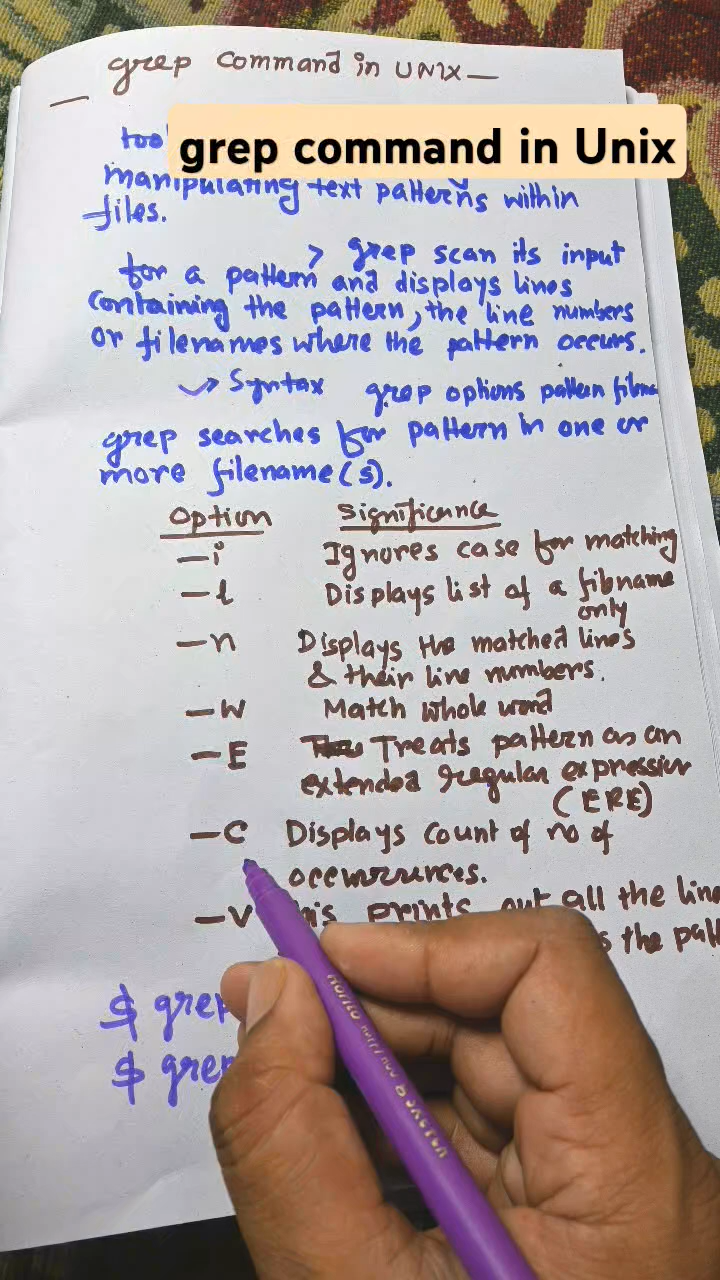 grep command in UNIX
grep command in Unix
manipulating text patterns within
files.
> grep scan its input
for a pattern and displays lines
containing the pattern, the line numbers
or filenames where the pattern occurs.
Syntax grep options pattern
grep searches for pattern in one or
more filename(s).
Option Significance
-i Ignores case for matching
-l Displays list of a filename
only
-n Displays the matched lines
& their line numbers.
-w Match whole word
-E Treats pattern as an
extended regular expression
(ERE)
-c Displays count of no of
occurrences.
-v prints out all the line
the
$ grep
$ grep